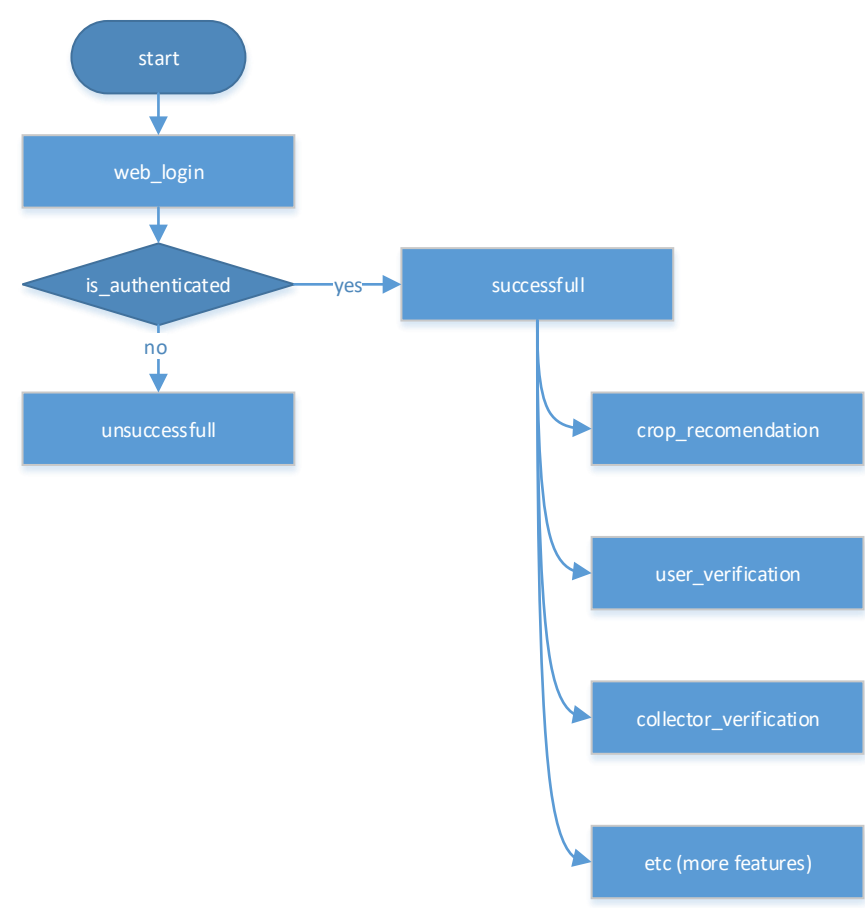 start
web_login
is_authenticated
yes
successfull
no
unsuccessfull
crop_recomendation
user_verification
collector_verification
etc (more features)